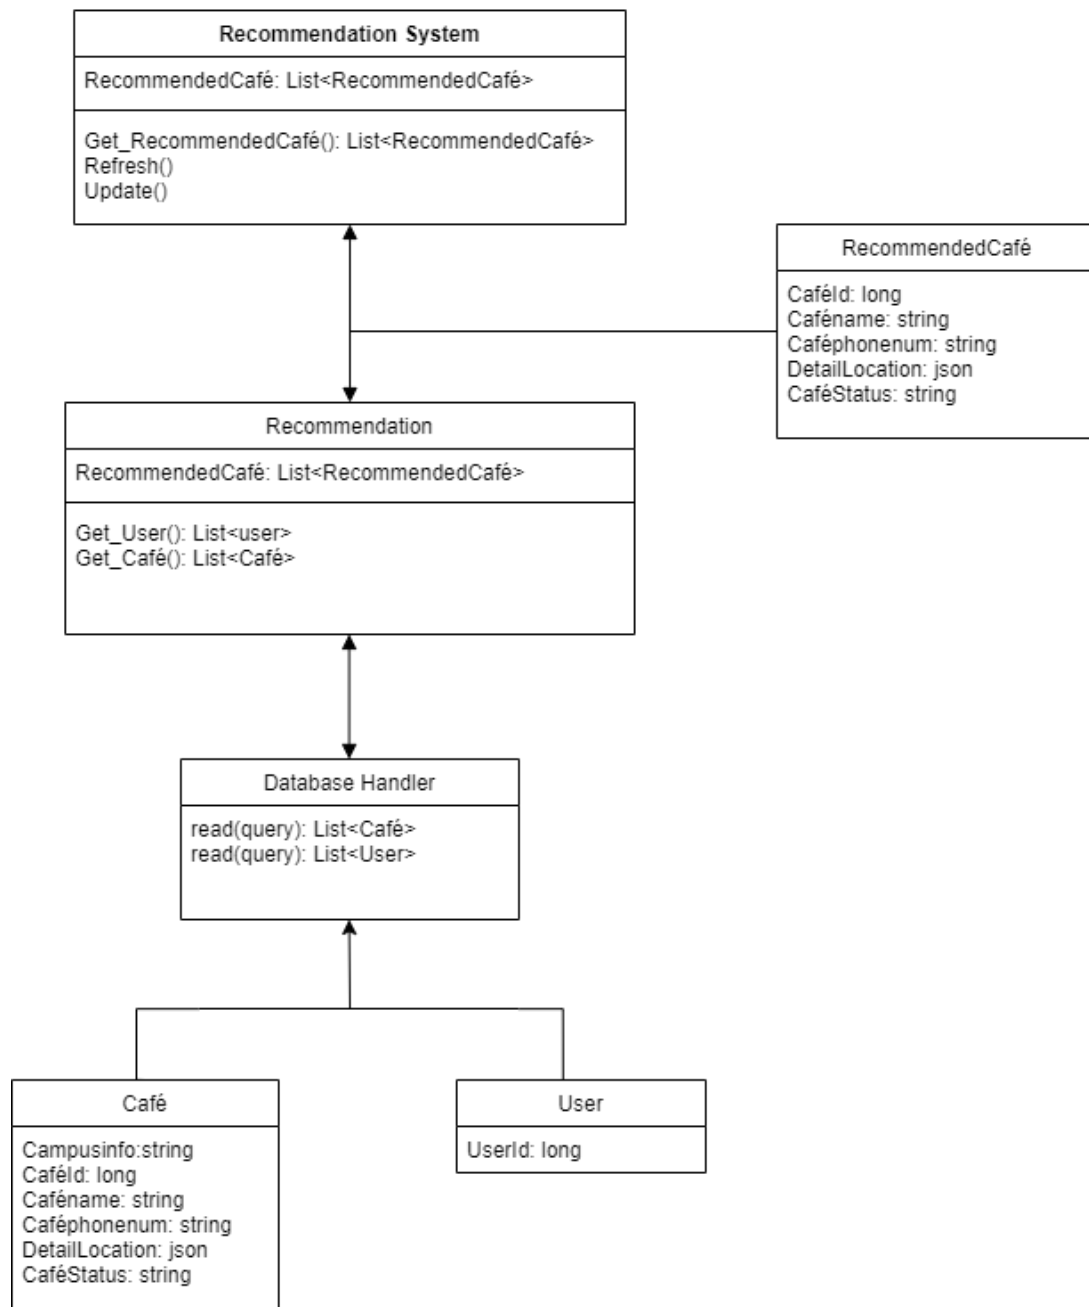 Recommendation System
RecommendedCafé: List<RecommendedCafé>
Get_RecommendedCafé(): List<RecommendedCafé>
Refresh()
Update()
RecommendedCafé
CaféId: long
Caféname: string
Caféphonenum: string
DetailLocation: json
CaféStatus: string
Recommendation
RecommendedCafé: List<RecommendedCafé>
Get_User(): List<user>
Get_Café(): List<Café>
Database Handler
read(query): List<Café>
read(query): List<User>
Café
Campusinfo:string
CaféId: long
Caféname: string
Caféphonenum: string
DetailLocation: json
CaféStatus: string
User
UserId: long